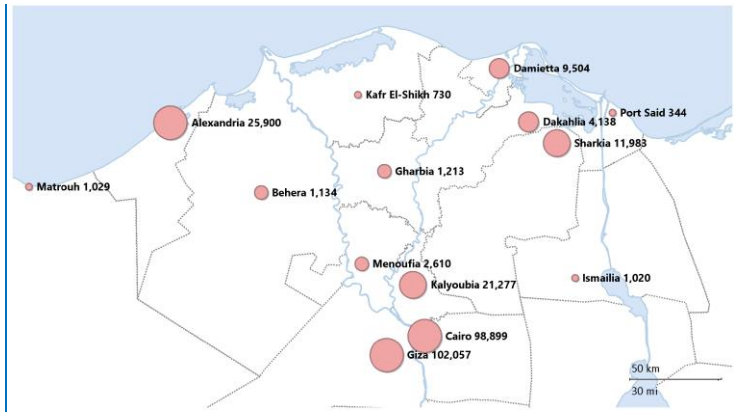 Damietta 9,504
Kafr El-Shikh 730
Port Said 344
Alexandria 25,900
Dakahlia 4,138
Sharkia 11,983
Gharbia 1,213
Matrouh 1,029
Behera 1,134
Menoufia 2,610
Ismailia 1,020
Kalyoubia 21,277
Cairo 98,899
Giza 102,057
50 km
30 mi